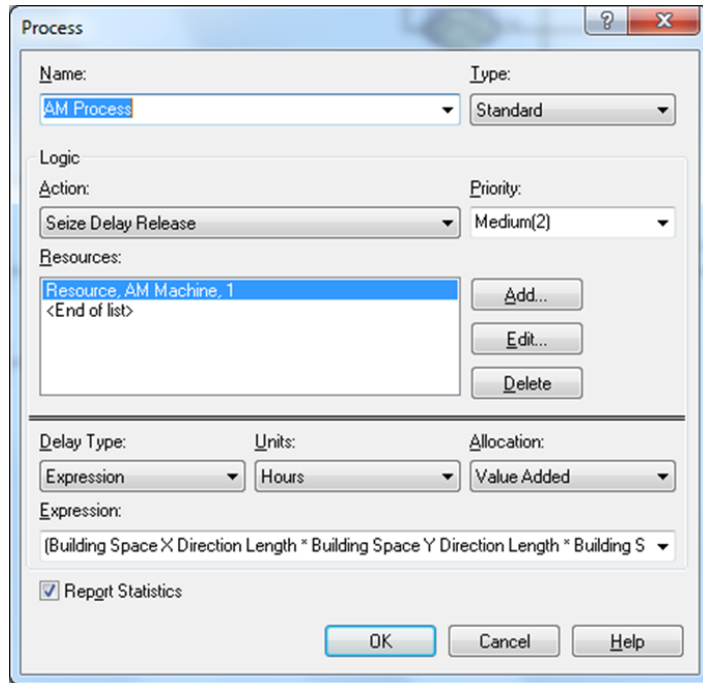 Process
Name: Type:
AM Process Standard
Logic
Action: Priority:
Seize Delay Release Medium(2)
Resources:
Resource, AM Machine, 1
<End of list>
Add...
Edit...
Delete
Delay Type: Units: Allocation:
Expression Hours Value Added
Expression:
(Building Space X Direction Length * Building Space Y Direction Length * Building S
Report Statistics
OK Cancel Help